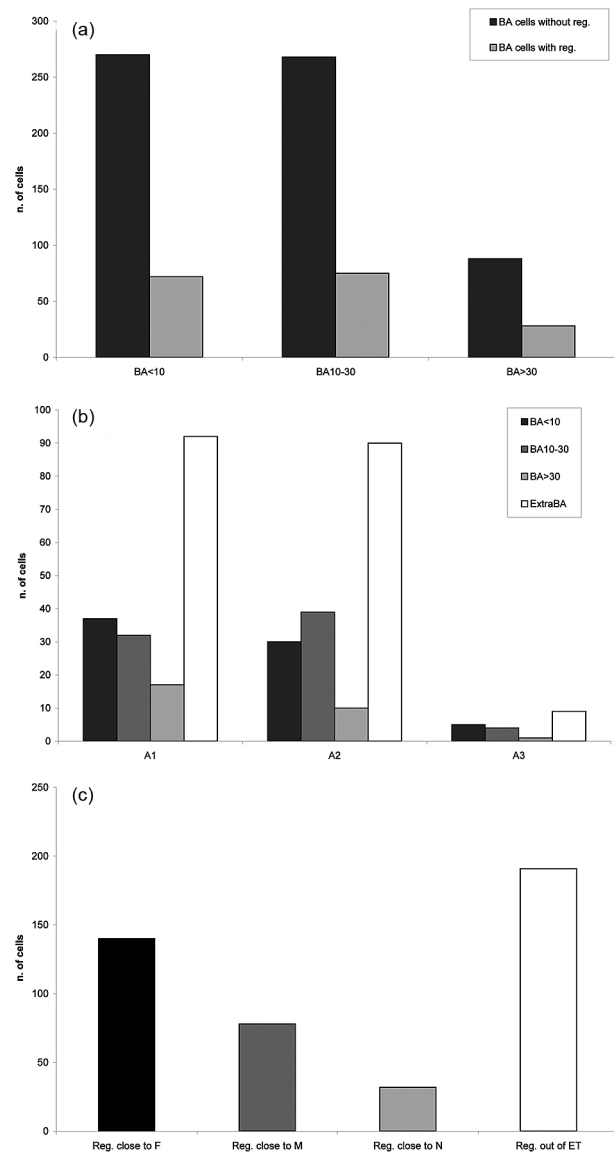 (a)
BA cells without reg.
BA cells with reg.
n. of cells
300
250
200
150
100
50
0
BA<10 BA10-30 BA>30
(b)
BA<10
BA10-30
BA>30
ExtraBA
n. of cells
100
90
80
70
60
50
40
30
20
10
0
A1 A2 A3
(c)
n. of cells
250
200
150
100
50
0
Reg. close to F Reg. close to M Reg. close to N Reg. out of ET